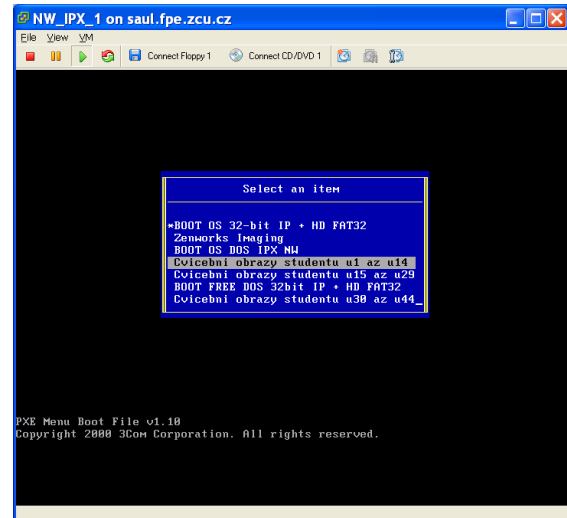 NW_IPX_1 on saul.fpe.zcu.cz
File View VM
Connect Floppy 1 Connect CD/DVD 1
Select an item
*BOOT OS 32-bit IP + HD FAT32
Zenworks Imaging
BOOT OS DOS IPX NW
Cvicebni obrazy studentu u1 az u14
Cvicebni obrazy studentu u15 az u29
BOOT FREE DOS 32bit IP + HD FAT32
Cvicebni obrazy studentu u30 az u44_
PXE Menu Boot File v1.10
Copyright 2000 3Com Corporation. All rights reserved.